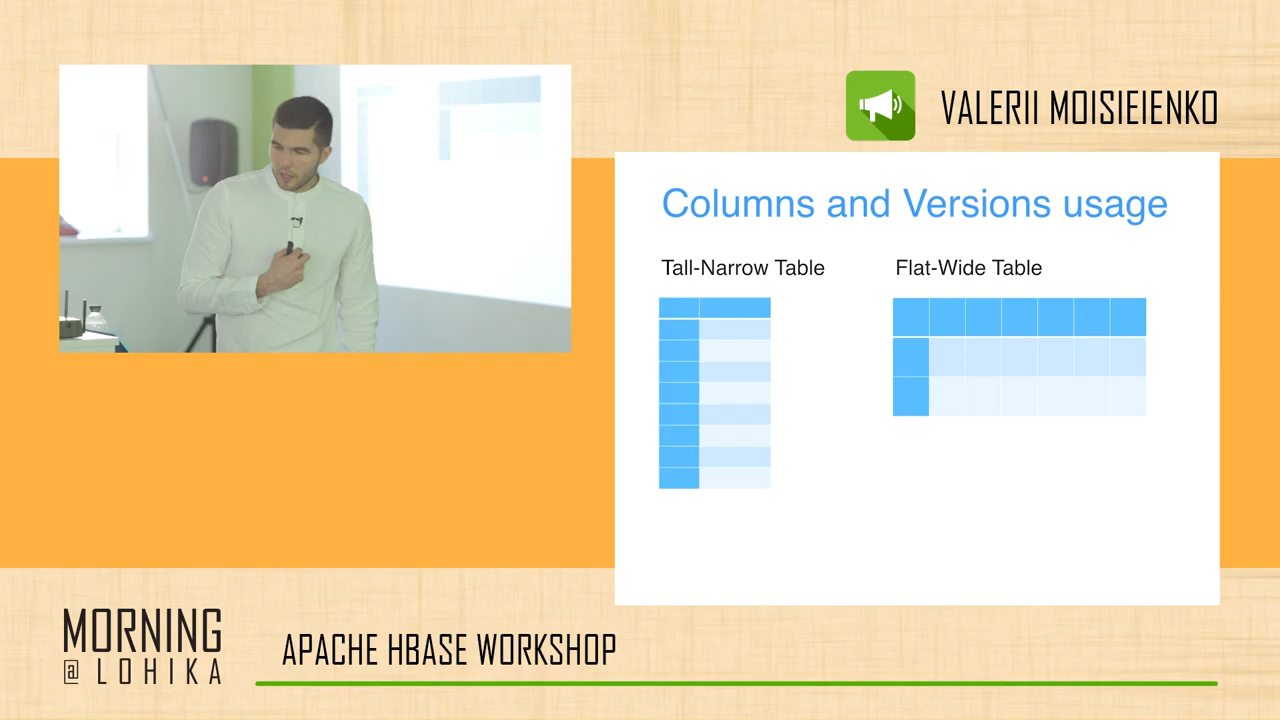 VALERII MOISIEIENKO
Columns and Versions usage
Tall-Narrow Table
Flat-Wide Table
MORNING
@ LOHIKA
APACHE HBASE WORKSHOP